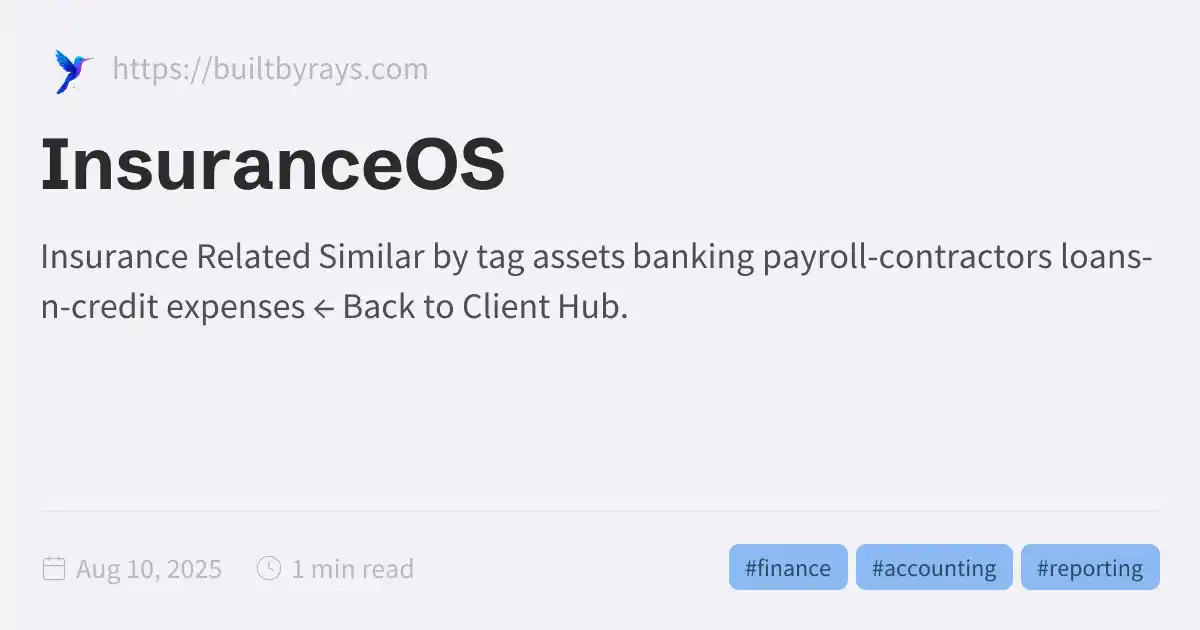 https://builtbyrays.com
InsuranceOS
Insurance Related Similar by tag assets banking payroll-contractors loans-
n-credit expenses ← Back to Client Hub.
Aug 10, 2025
1 min read
#finance
#accounting
#reporting